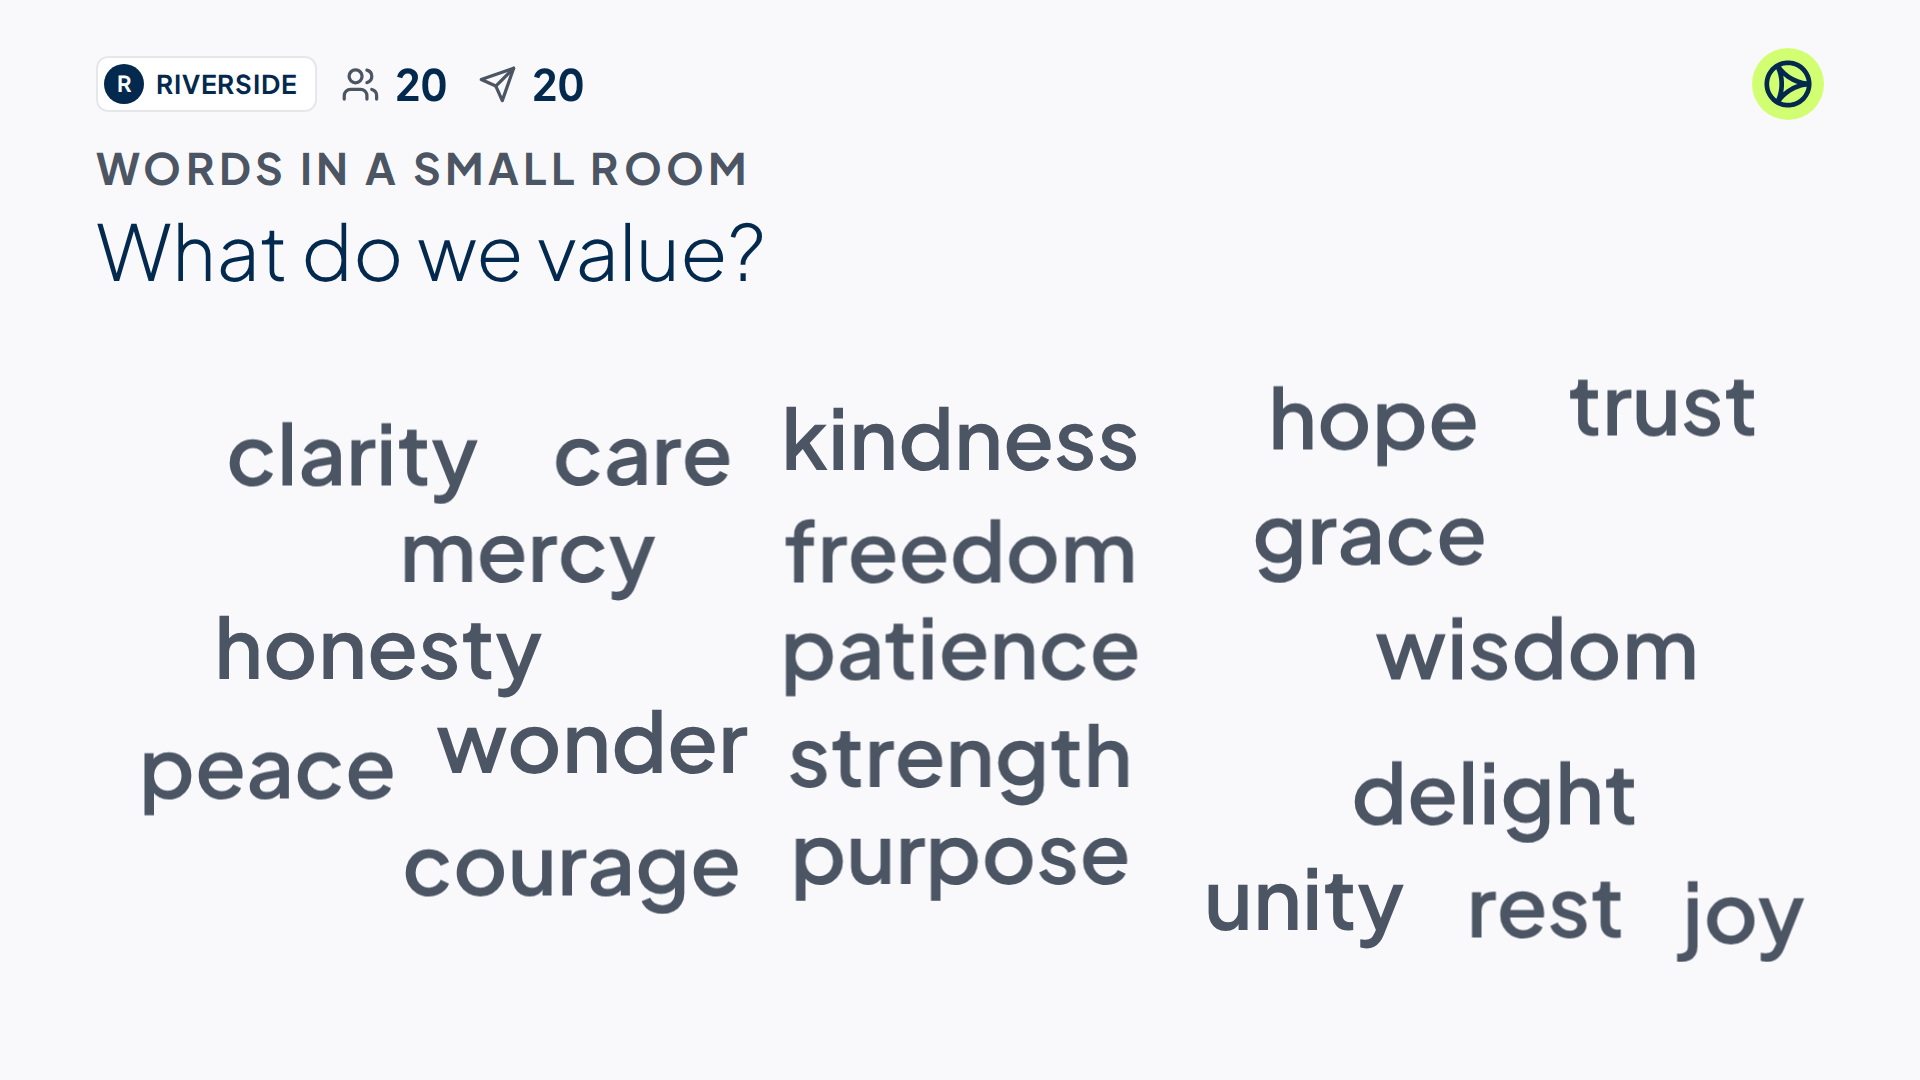 R RIVERSIDE 20 20
WORDS IN A SMALL ROOM
What do we value?
hope trust
clarity care kindness
mercy freedom grace
honesty patience wisdom
peace wonder strength
delight
courage purpose
unity rest joy